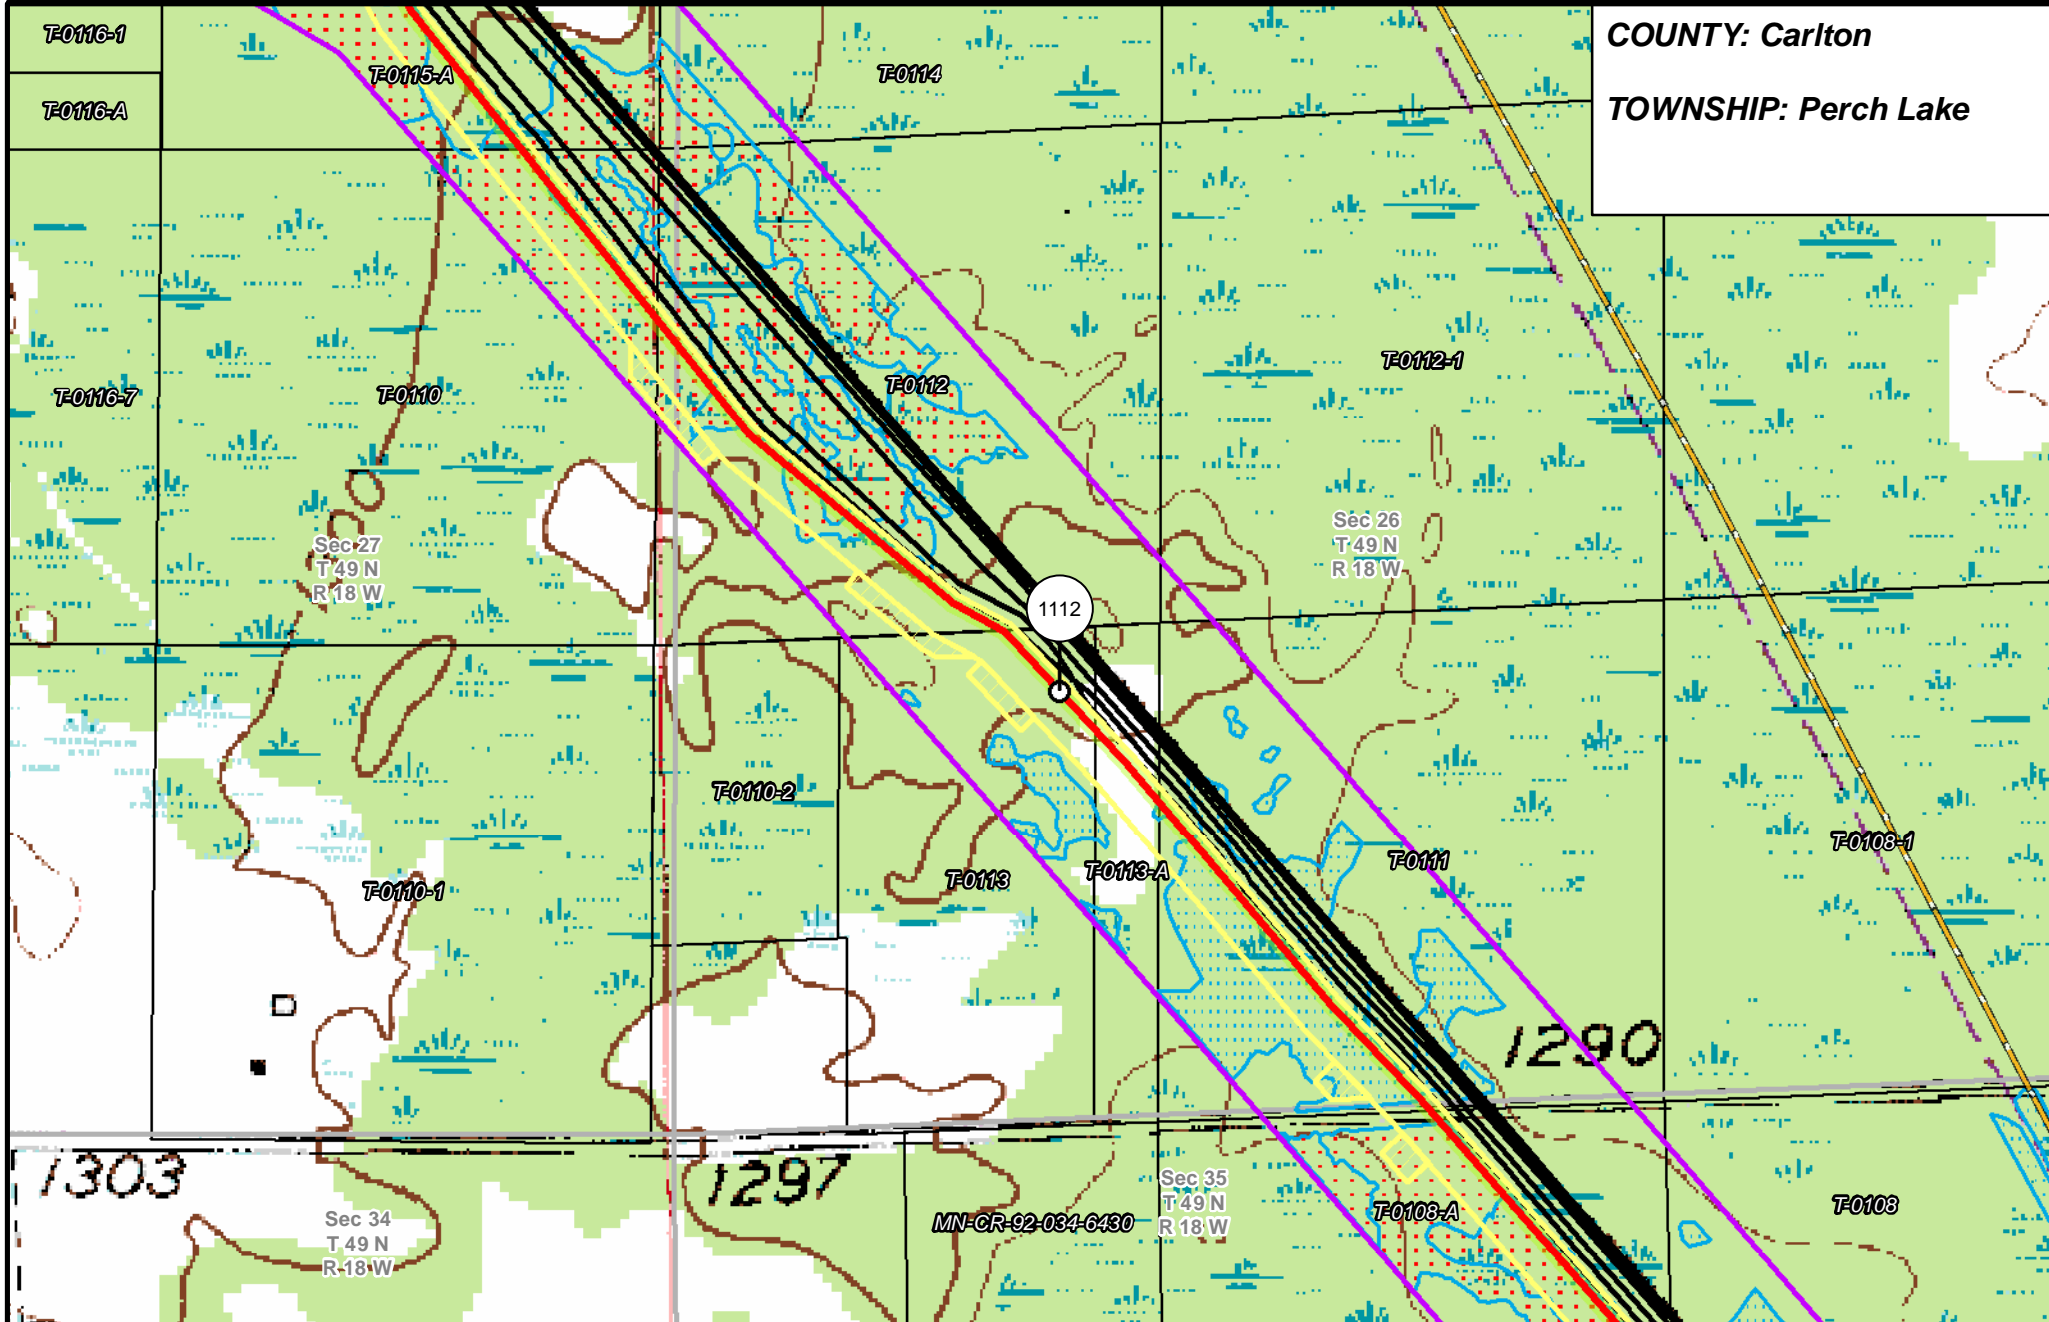 COUNTY: Carlton
TOWNSHIP: Perch Lake
T-0116-1
T-0115-A
T-0114
T-0116-A
T-0112-1
T-0112
T-0116-7
T-0110
Sec 26
T 49 N
R 18 W
Sec 27
T 49 N
R 18 W
1112
T-0110-2
T-0108-1
T-0111
T-0113-A
T-0113
T-0110-1
1290
1303
1297
Sec 35
T 49 N
R 18 W
T-0108
T-0108-A
MN-CR-92-034-6430
Sec 34
T 49 N
R 18 W